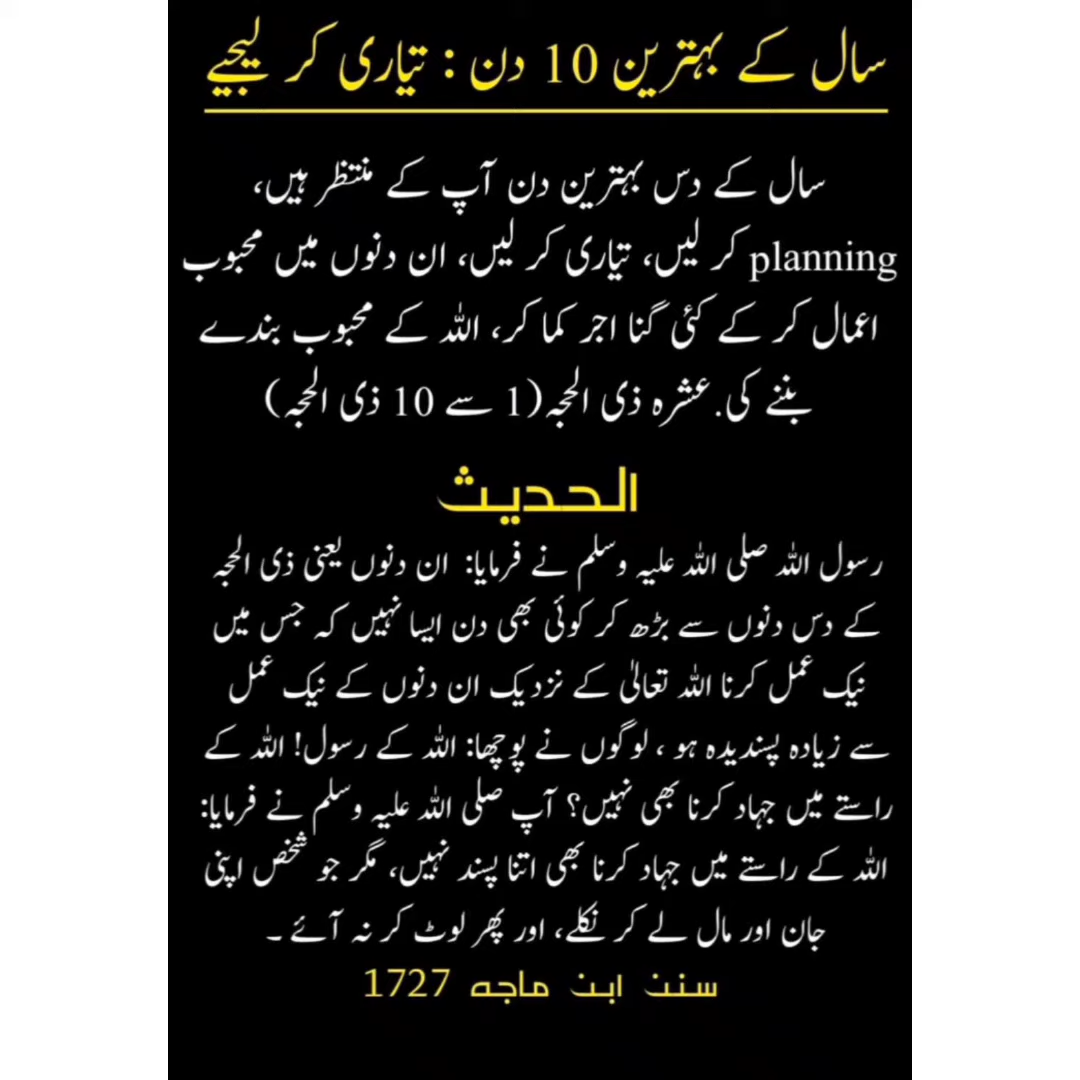 سال کے بہترین 10 دن : تیاری کر لیجیے
سال کے دس بہترین دن آپ کے منتظر ہیں،
planning کر لیں، تیاری کر لیں، ان دنوں میں محبوب
اعمال کر کے کئی گنا اجر کما کر، اللہ کے محبوب بندے
بننے کی. عشرہ ذی الحجہ(1 سے 10 ذی الحجہ)
الحدیث
رسول اللہ صلی اللہ علیہ وسلم نے فرمایا: ان دنوں یعنی ذی الحجہ
کے دس دنوں سے بڑھ کر کوئی بھی دن ایسا نہیں کہ جس میں
نیک عمل کرنا اللہ تعالیٰ کے نزدیک ان دنوں کے نیک عمل
سے زیادہ پسندیدہ ہو ، لوگوں نے پوچھا: اللہ کے رسول! اللہ کے
راستے میں جہاد کرنا بھی نہیں؟ آپ صلی اللہ علیہ وسلم نے فرمایا:
اللہ کے راستے میں جہاد کرنا بھی اتنا پسند نہیں، مگر جو شخص اپنی
جان اور مال لے کر نکلے، اور پھر لوٹ کر نہ آئے ۔
سنن ابن ماجہ 1727